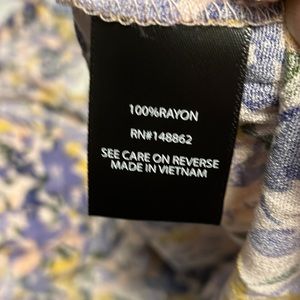 100%RAYON
RN#148862
SEE CARE ON REVERSE
MADE IN VIETNAM